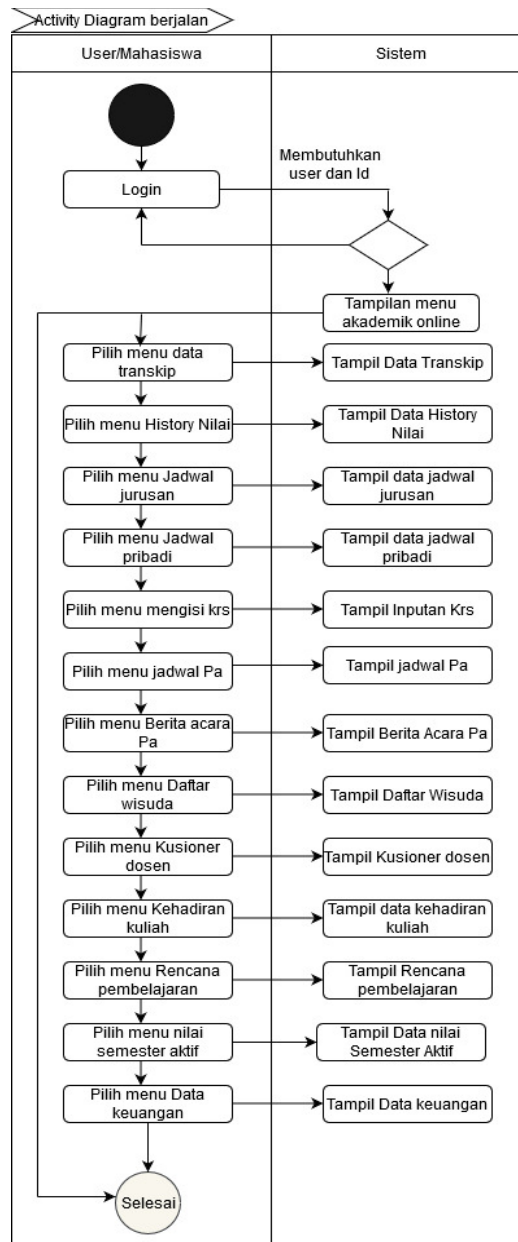 Activity Diagram berjalan
User/Mahasiswa
Sistem
Membutuhkan
user dan Id
Login
Tampilan menu
akademik online
Pilih menu data
transkip
Tampil Data Transkip
Pilih menu History Nilai
Tampil Data History
Nilai
Pilih menu Jadwal
jurusan
Tampil data jadwal
jurusan
Pilih menu Jadwal
pribadi
Tampil data jadwal
pribadi
Pilih menu mengisi krs
Tampil Inputan Krs
Pilih menu jadwal Pa
Tampil jadwal Pa
Pilih menu Berita acara
Pa
Tampil Berita Acara Pa
Pilih menu Daftar
wisuda
Tampil Daftar Wisuda
Pilih menu Kusioner
dosen
Tampil Kusioner dosen
Pilih menu Kehadiran
kuliah
Tampil data kehadiran
kuliah
Pilih menu Rencana
pembelajaran
Tampil Rencana
pembelajaran
Pilih menu nilai
semester aktif
Tampil Data nilai
Semester Aktif
Pilih menu Data
keuangan
Tampil Data keuangan
Selesai